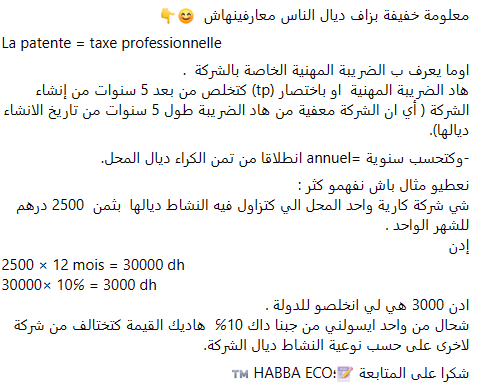 معلومة خفيفة بزاف ديال الناس معارفينهاش 😊👇
La patente = taxe professionnelle
اوما يعرف ب الضريبة المهنية الخاصة بالشركة .
هاد الضريبة المهنية او باختصار (tp) كتخلص من بعد 5 سنوات من إنشاء
الشركة ( أي ان الشركة معفية من هاد الضريبة طول 5 سنوات من تاريخ الانشاء
ديالها).
-وكتحسب سنوية =annuel انطلاقا من تمن الكراء ديال المحل.
نعطيو مثال باش نفهمو كثر :
شي شركة كارية واحد المحل الي كتزاول فيه النشاط ديالها بثمن 2500 درهم
للشهر الواحد .
إدن
2500 × 12 mois = 30000 dh
30000× 10% = 3000 dh
ادن 3000 هي لي انخلصو للدولة .
شحال من واحد ايسولني من جبنا داك 10% هاديك القيمة كتختالف من شركة
لاخرى على حسب نوعية النشاط ديال الشركة.
شكرا على المتابعة 📝؛HABBA ECO ™️